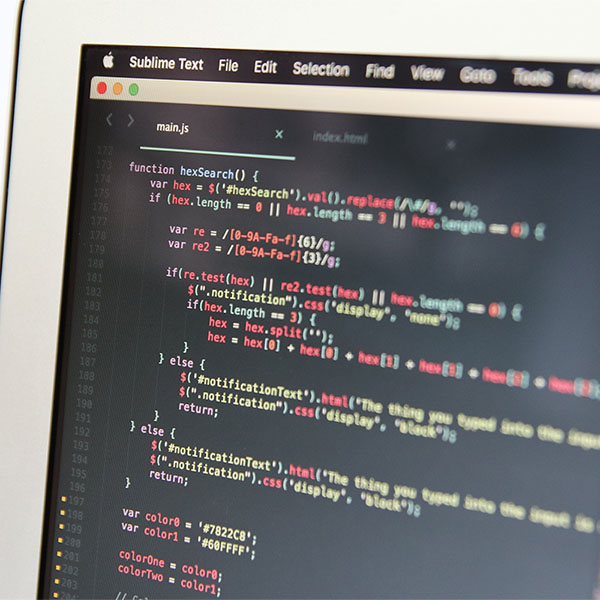 Sublime Text File Edit Selection Find View Goto Tools
main.js index.html
172
173 function hexSearch() {
174 var hex = $('#hexSearch').val().replace(/\#/g, '');
175 if (hex.length == 0 || hex.length == 3 || hex.length == 6) {
177 var re = /[0-9A-Fa-f]{6}/g;
178 var re2 = /[0-9A-Fa-f]{3}/g;
181 if(re.test(hex) || re2.test(hex) || hex.length == 0) {
182 $(".notification").css("display", "none");
183 if(hex.length == 3) {
184 hex = hex.split("");
185 hex = hex[0] + hex[0] + hex[1] + hex[1] + hex[2] + hex[2];
186 }
187 } else {
188 $('#notificationText').html("The thing you typed into the input
189 $(".notification").css("display", "block");
190 return;
191 }
192 } else {
193 $('#notificationText').html("The thing you typed into the input is
194 $(".notification").css("display", "block");
195 return;
196 }
197
198 var color0 = '#7822C8';
199 var color1 = '#60FFFF';
200
201 colorOne = color0;
202 colorTwo = color1;
203